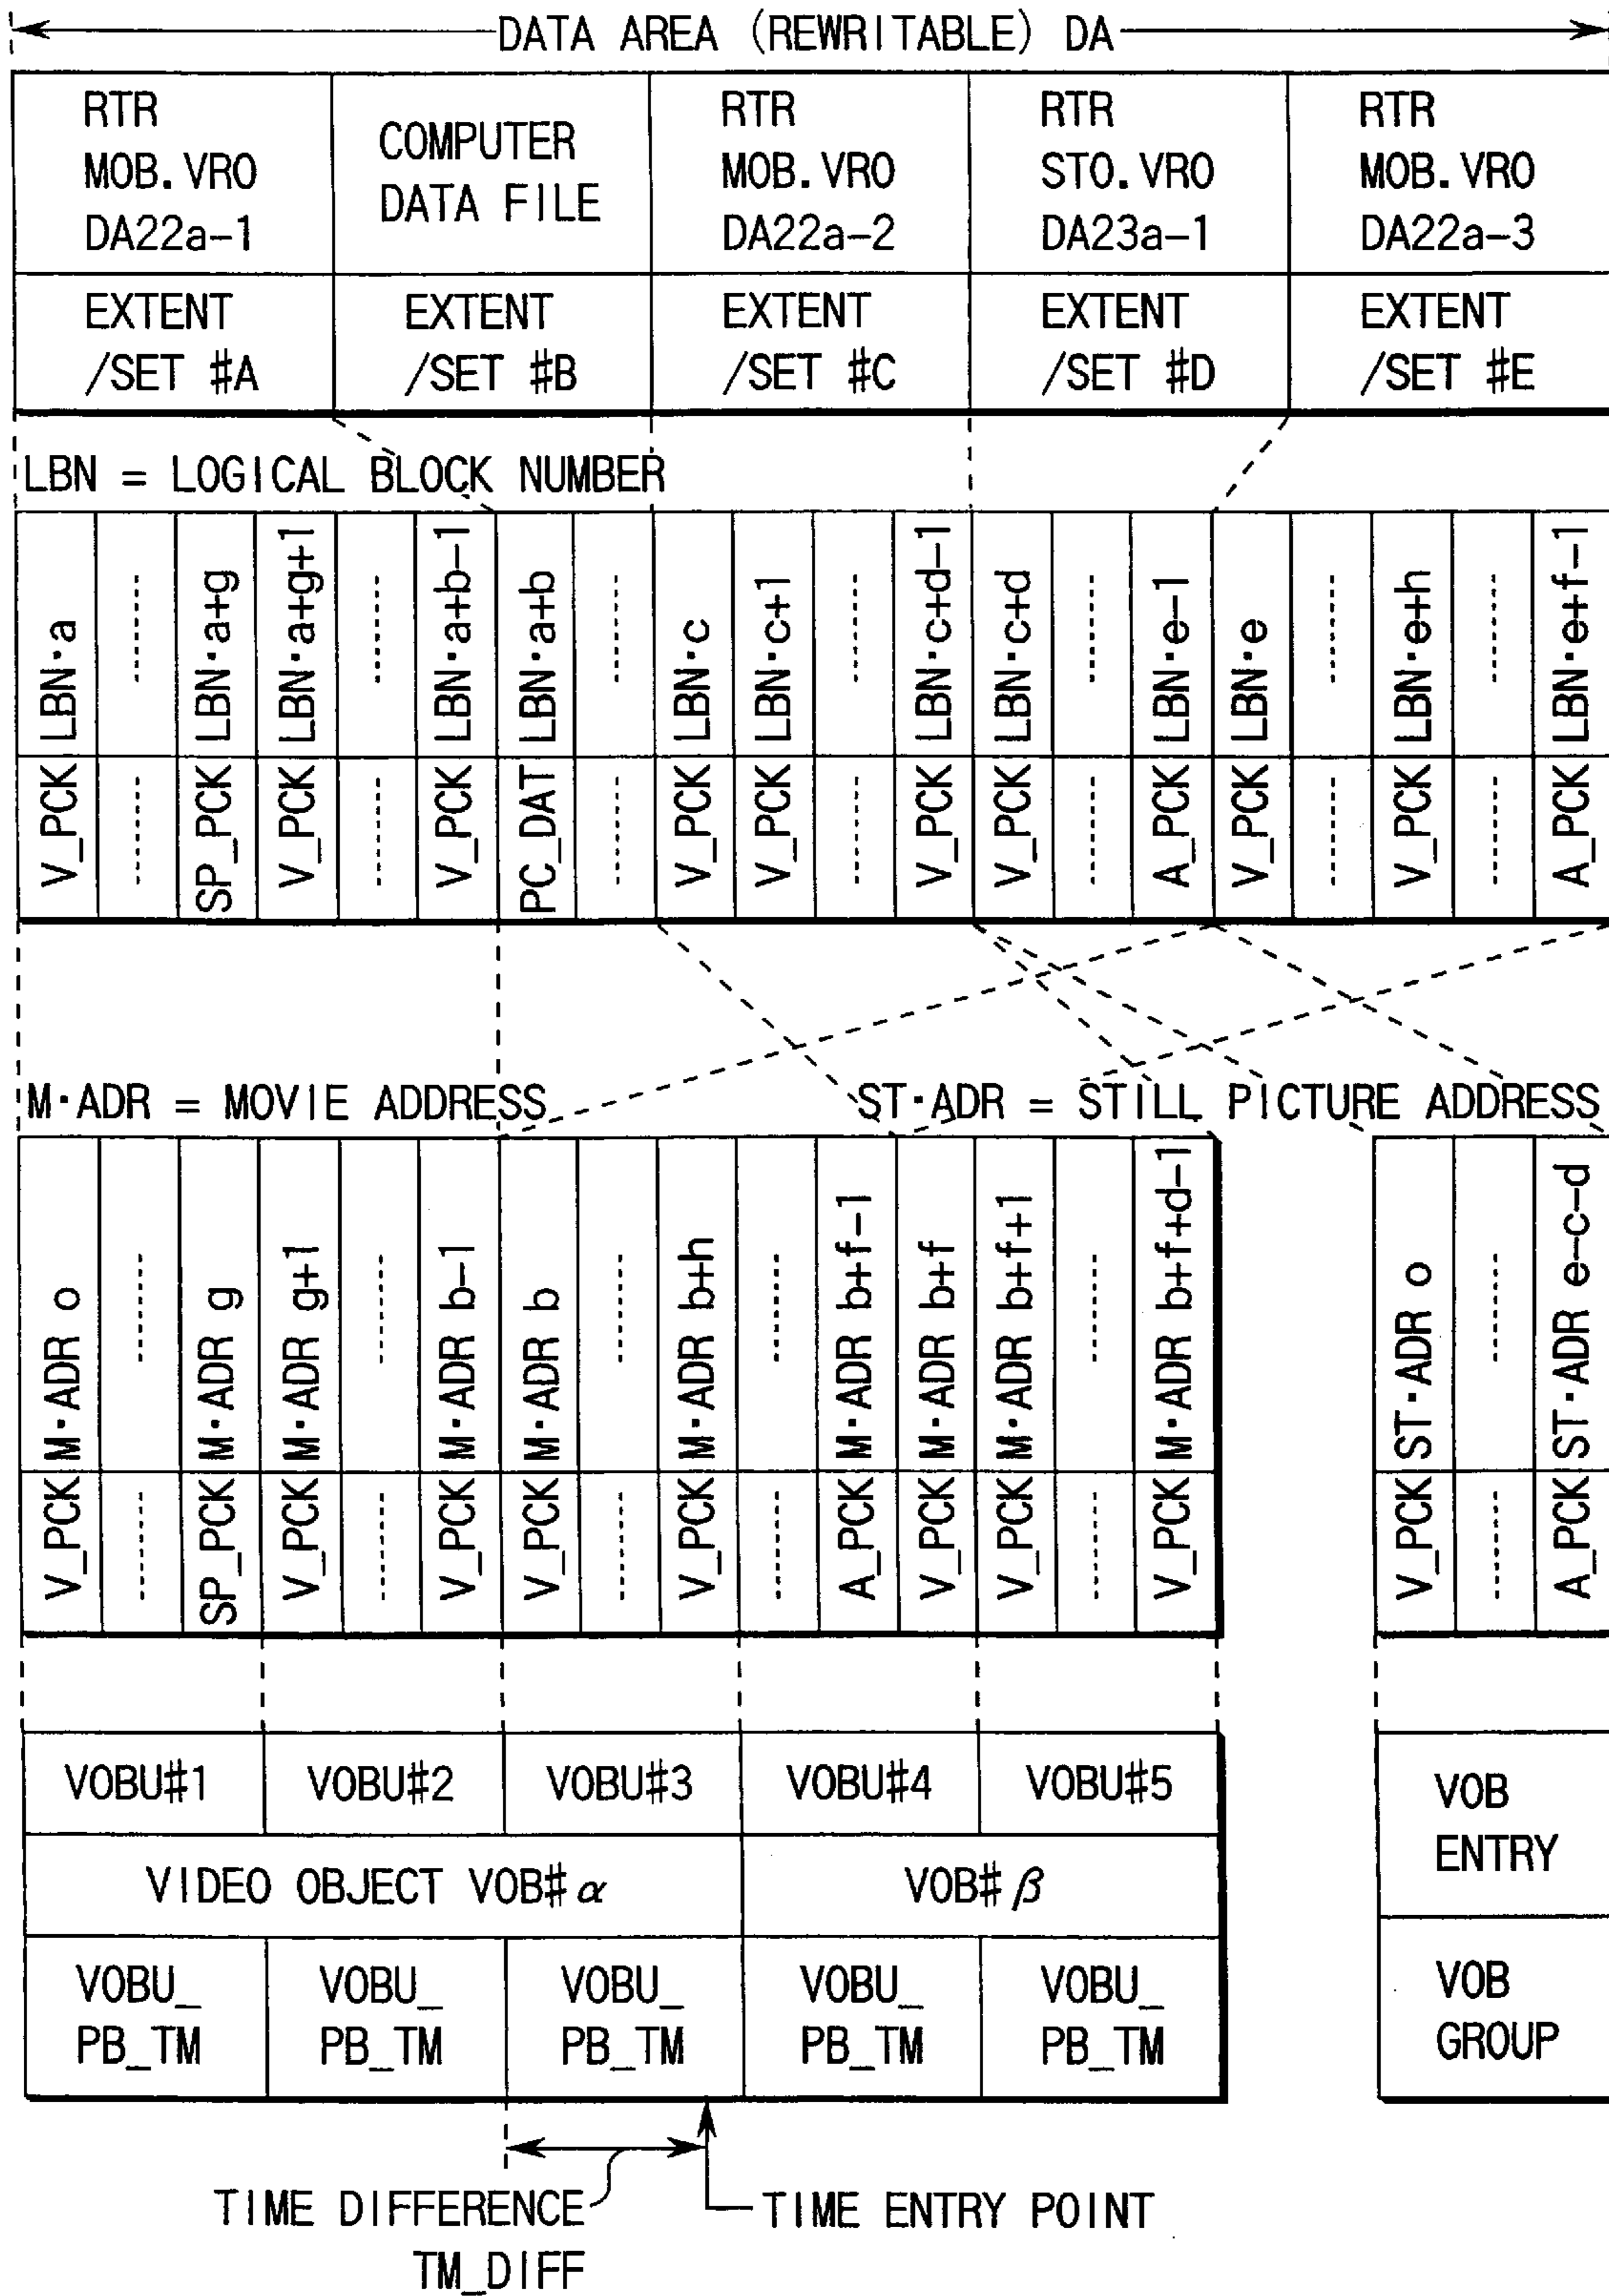 DATA AREA (REWRITABLE) DA
RTR
MOB.VRO
DA22a-1
COMPUTER
DATA FILE
RTR
MOB.VRO
DA22a-2
RTR
STO.VRO
DA23a-1
RTR
MOB.VRO
DA22a-3
EXTENT
/SET #A
EXTENT
/SET #B
EXTENT
/SET #C
EXTENT
/SET #D
EXTENT
/SET #E
LBN = LOGICAL BLOCK NUMBER
V_PCK LBN·a
SP_PCK LBN·a+g
V_PCK LBN·a+g+1
V_PCK LBN·a+b-1
PC_DAT LBN·a+b
V_PCK LBN·c
V_PCK LBN·c+1
V_PCK LBN·c+d-1
V_PCK LBN·c+d
A_PCK LBN·e-1
V_PCK LBN·e
V_PCK LBN·e+h
A_PCK LBN·e+f-1
M·ADR = MOVIE ADDRESS
ST·ADR = STILL PICTURE ADDRESS
V_PCK M·ADR o
SP_PCK M·ADR g
V_PCK M·ADR g+1
V_PCK M·ADR b-1
V_PCK M·ADR b
V_PCK M·ADR b+h
A_PCK M·ADR b+f-1
V_PCK M·ADR b+f
V_PCK M·ADR b+f+1
V_PCK M·ADR b+f+d-1
V_PCK ST·ADR o
A_PCK ST·ADR e-c-d
VOBU#1
VOBU#2
VOBU#3
VOBU#4
VOBU#5
VIDEO OBJECT VOB#α
VOB#β
VOBU_
PB_TM
VOBU_
PB_TM
VOBU_
PB_TM
VOBU_
PB_TM
VOBU_
PB_TM
VOB
ENTRY
VOB
GROUP
TIME DIFFERENCE
TM_DIFF
TIME ENTRY POINT